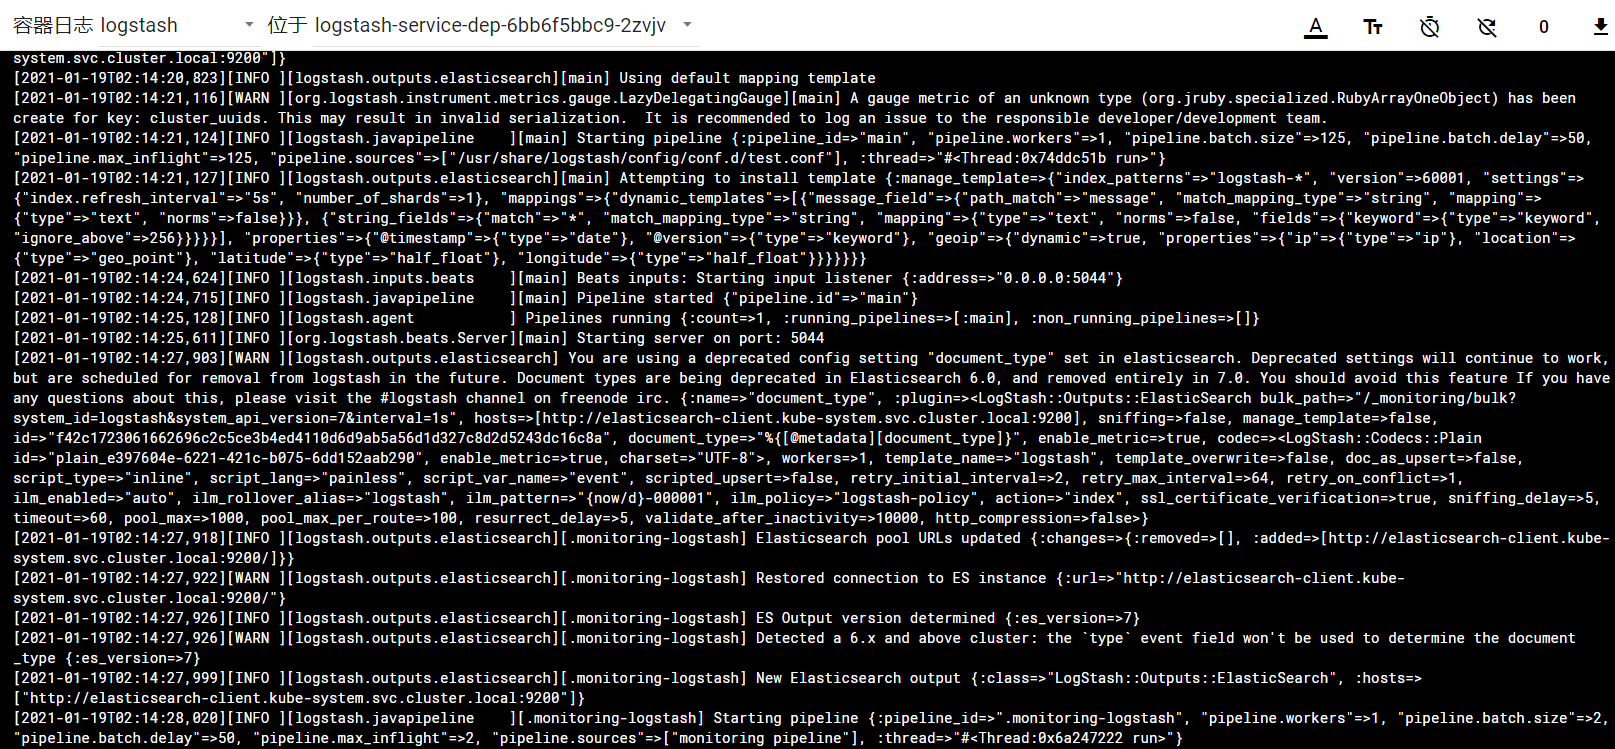 容器日志 logstash 位于 logstash-service-dep-6bb6f5bbc9-2zvjv A Tт 0
system.svc.cluster.local:9200"]}
[2021-01-19T02:14:20,823][INFO ][logstash.outputs.elasticsearch][main] Using default mapping template
[2021-01-19T02:14:21,116][WARN ][org.logstash.instrument.metrics.gauge.LazyDelegatingGauge][main] A gauge metric of an unknown type (org.jruby.specialized.RubyArrayOneObject) has been
create for key: cluster_uuids. This may result in invalid serialization.  It is recommended to log an issue to the responsible developer/development team.
[2021-01-19T02:14:21,124][INFO ][logstash.javapipeline    ][main] Starting pipeline {:pipeline_id=>"main", "pipeline.workers"=>1, "pipeline.batch.size"=>125, "pipeline.batch.delay"=>50,
"pipeline.max_inflight"=>125, "pipeline.sources"=>["/usr/share/logstash/config/conf.d/test.conf"], :thread=>"#<Thread:0x74ddc51b run>"}
[2021-01-19T02:14:21,127][INFO ][logstash.outputs.elasticsearch][main] Attempting to install template {:manage_template=>{"index_patterns"=>"logstash-*", "version"=>60001, "settings"=>
{"index.refresh_interval"=>"5s", "number_of_shards"=>1}, "mappings"=>{"dynamic_templates"=>[{"message_field"=>{"path_match"=>"message", "match_mapping_type"=>"string", "mapping"=>
{"type"=>"text", "norms"=>false}}}, {"string_fields"=>{"match"=>"*", "match_mapping_type"=>"string", "mapping"=>{"type"=>"text", "norms"=>false, "fields"=>{"keyword"=>{"type"=>"keyword",
"ignore_above"=>256}}}}}], "properties"=>{"@timestamp"=>{"type"=>"date"}, "@version"=>{"type"=>"keyword"}, "geoip"=>{"dynamic"=>true, "properties"=>{"ip"=>{"type"=>"ip"}, "location"=>
{"type"=>"geo_point"}, "latitude"=>{"type"=>"half_float"}, "longitude"=>{"type"=>"half_float"}}}}}}}
[2021-01-19T02:14:24,624][INFO ][logstash.inputs.beats    ][main] Beats inputs: Starting input listener {:address=>"0.0.0.0:5044"}
[2021-01-19T02:14:24,715][INFO ][logstash.javapipeline    ][main] Pipeline started {"pipeline.id"=>"main"}
[2021-01-19T02:14:25,128][INFO ][logstash.agent           ] Pipelines running {:count=>1, :running_pipelines=>[:main], :non_running_pipelines=>[]}
[2021-01-19T02:14:25,611][INFO ][org.logstash.beats.Server][main] Starting server on port: 5044
[2021-01-19T02:14:27,903][WARN ][logstash.outputs.elasticsearch] You are using a deprecated config setting "document_type" set in elasticsearch. Deprecated settings will continue to work,
but are scheduled for removal from logstash in the future. Document types are being deprecated in Elasticsearch 6.0, and removed entirely in 7.0. You should avoid this feature If you have
any questions about this, please visit the #logstash channel on freenode irc. {:name=>"document_type", :plugin=><LogStash::Outputs::ElasticSearch bulk_path=>"/_monitoring/bulk?
system_id=logstash&system_api_version=7&interval=1s", hosts=>[http://elasticsearch-client.kube-system.svc.cluster.local:9200], sniffing=>false, manage_template=>false,
id=>"f42c1723061662696c2c5ce3b4ed4110d6d9ab5a56d1d327c8d2d5243dc16c8a", document_type=>"%{[@metadata][document_type]}", enable_metric=>true, codec=><LogStash::Codecs::Plain
id=>"plain_e397604e-6221-421c-b075-6dd152aab290", enable_metric=>true, charset=>"UTF-8">, workers=>1, template_name=>"logstash", template_overwrite=>false, doc_as_upsert=>false,
script_type=>"inline", script_lang=>"painless", script_var_name=>"event", scripted_upsert=>false, retry_initial_interval=>2, retry_max_interval=>64, retry_on_conflict=>1,
ilm_enabled=>"auto", ilm_rollover_alias=>"logstash", ilm_pattern=>"{now/d}-000001", ilm_policy=>"logstash-policy", action=>"index", ssl_certificate_verification=>true, sniffing_delay=>5,
timeout=>60, pool_max=>1000, pool_max_per_route=>100, resurrect_delay=>5, validate_after_inactivity=>10000, http_compression=>false>}
[2021-01-19T02:14:27,918][INFO ][logstash.outputs.elasticsearch][.monitoring-logstash] Elasticsearch pool URLs updated {:changes=>{:removed=>[], :added=>[http://elasticsearch-client.kube-
system.svc.cluster.local:9200/]}}
[2021-01-19T02:14:27,922][WARN ][logstash.outputs.elasticsearch][.monitoring-logstash] Restored connection to ES instance {:url=>"http://elasticsearch-client.kube-
system.svc.cluster.local:9200/"}
[2021-01-19T02:14:27,926][INFO ][logstash.outputs.elasticsearch][.monitoring-logstash] ES Output version determined {:es_version=>7}
[2021-01-19T02:14:27,926][WARN ][logstash.outputs.elasticsearch][.monitoring-logstash] Detected a 6.x and above cluster: the `type` event field won't be used to determine the document
_type {:es_version=>7}
[2021-01-19T02:14:27,999][INFO ][logstash.outputs.elasticsearch][.monitoring-logstash] New Elasticsearch output {:class=>"LogStash::Outputs::ElasticSearch", :hosts=>
["http://elasticsearch-client.kube-system.svc.cluster.local:9200"]}
[2021-01-19T02:14:28,020][INFO ][logstash.javapipeline    ][.monitoring-logstash] Starting pipeline {:pipeline_id=>".monitoring-logstash", "pipeline.workers"=>1, "pipeline.batch.size"=>2,
"pipeline.batch.delay"=>50, "pipeline.max_inflight"=>2, "pipeline.sources"=>["monitoring pipeline"], :thread=>"#<Thread:0x6a247222 run>"}